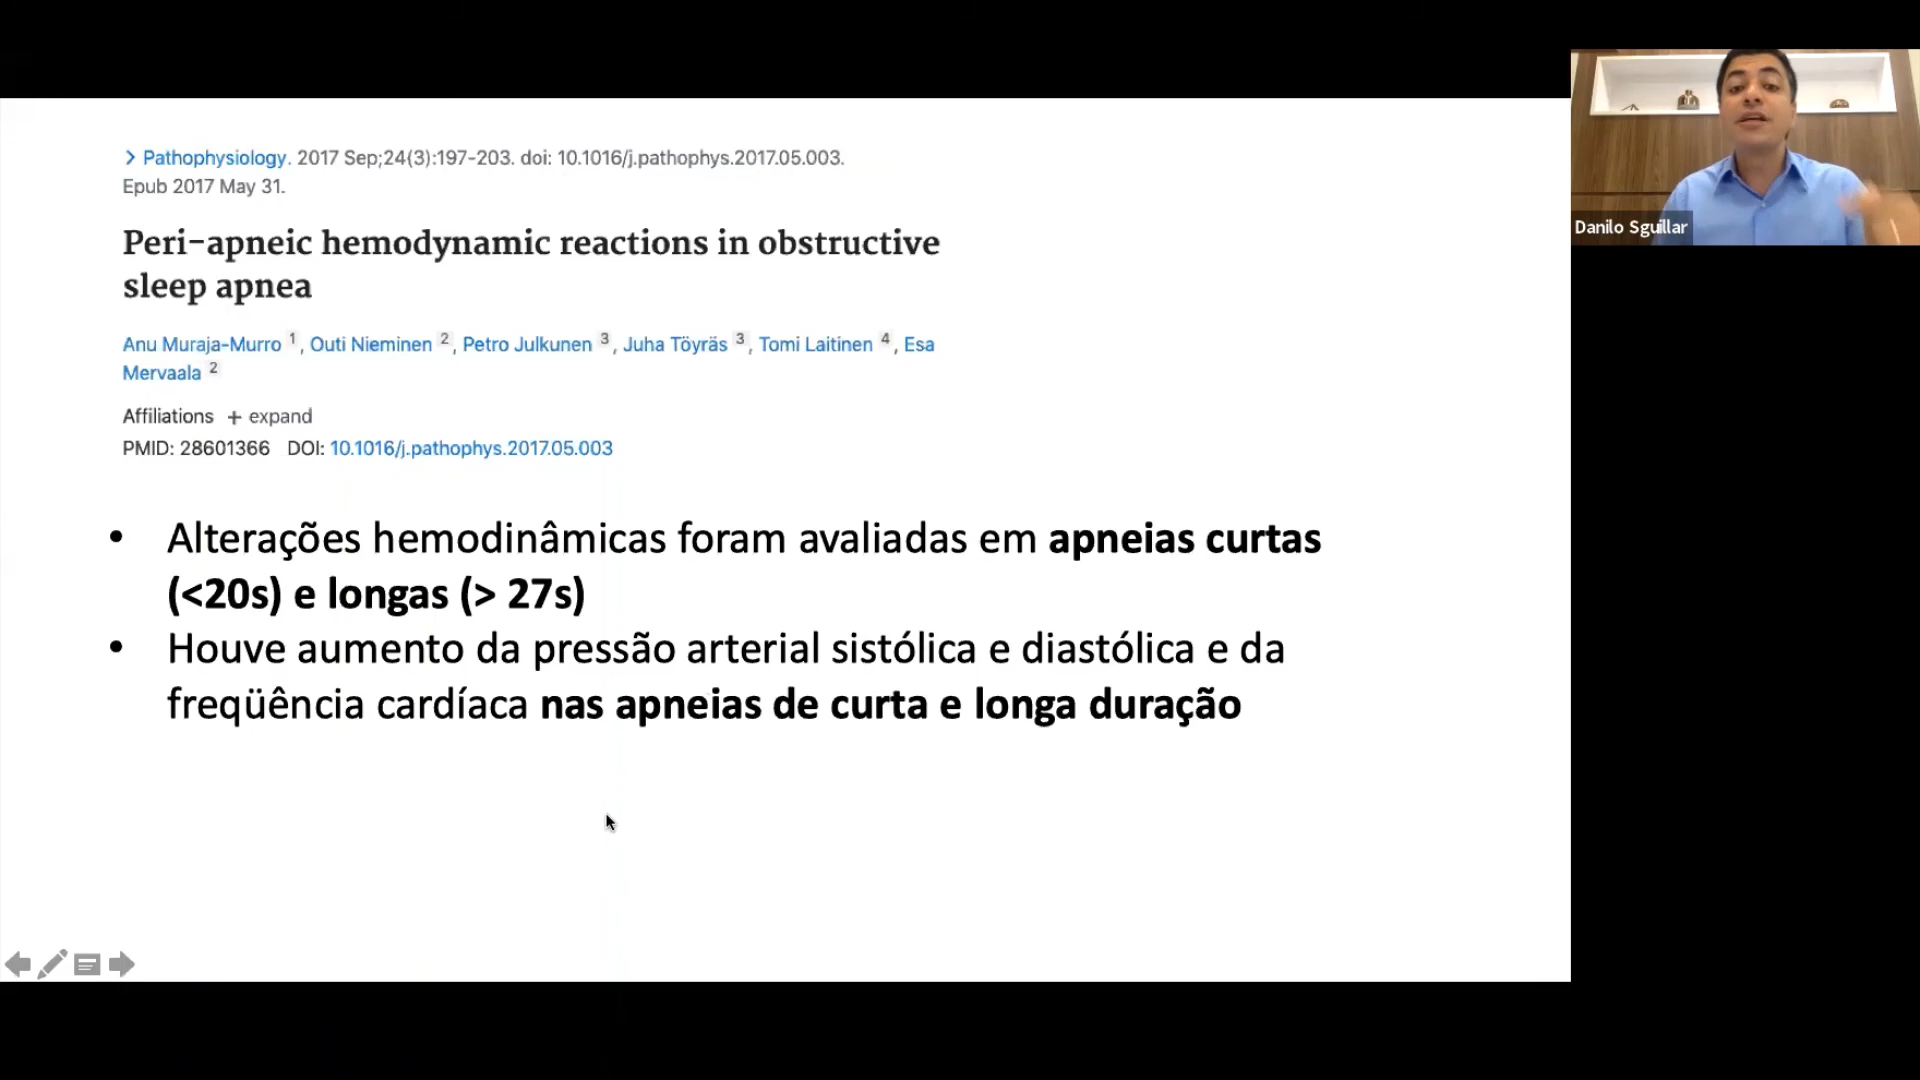 Pathophysiology. 2017 Sep;24(3):197-203. doi: 10.1016/j.pathophys.2017.05.003.
Epub 2017 May 31.
Peri-apneic hemodynamic reactions in obstructive
sleep apnea
Anu Muraja-Murro 1, Outi Nieminen 2, Petro Julkunen 3, Juha Töyräs 3, Tomi Laitinen 4, Esa
Mervaala 2
Affiliations + expand
PMID: 28601366 DOI: 10.1016/j.pathophys.2017.05.003
• Alterações hemodinâmicas foram avaliadas em apneias curtas
(<20s) e longas (> 27s)
• Houve aumento da pressão arterial sistólica e diastólica e da
freqüência cardíaca nas apneias de curta e longa duração
Danilo Sguillar